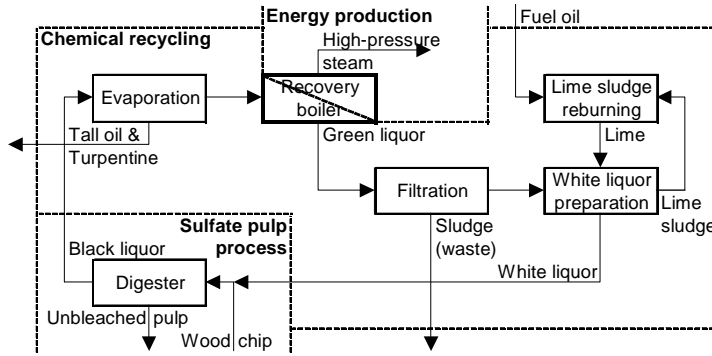 Energy production
Fuel oil
Chemical recycling
High-pressure
steam
Evaporation
Recovery
boiler
Lime sludge
reburning
Tall oil &
Turpentine
Green liquor
Lime
Filtration
White liquor
preparation
Lime
sludge
Sulfate pulp
process
Sludge
(waste)
Black liquor
White liquor
Digester
Unbleached pulp
Wood chip